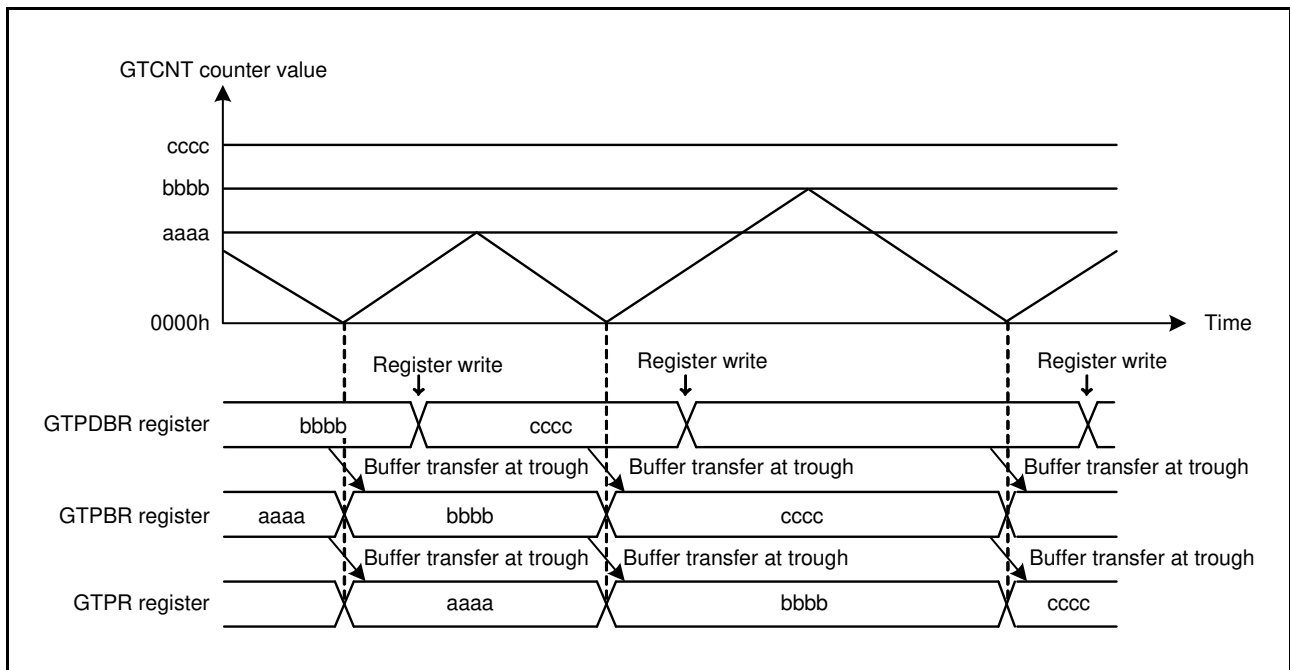 GTCNT counter value
cccc
bbbb
aaaa
0000h
Time
Register write
Register write
Register write
GTPDBR register
bbbb
cccc
Buffer transfer at trough
Buffer transfer at trough
Buffer transfer at trough
GTPBR register
aaaa
bbbb
cccc
Buffer transfer at trough
Buffer transfer at trough
Buffer transfer at trough
GTPR register
aaaa
bbbb
cccc